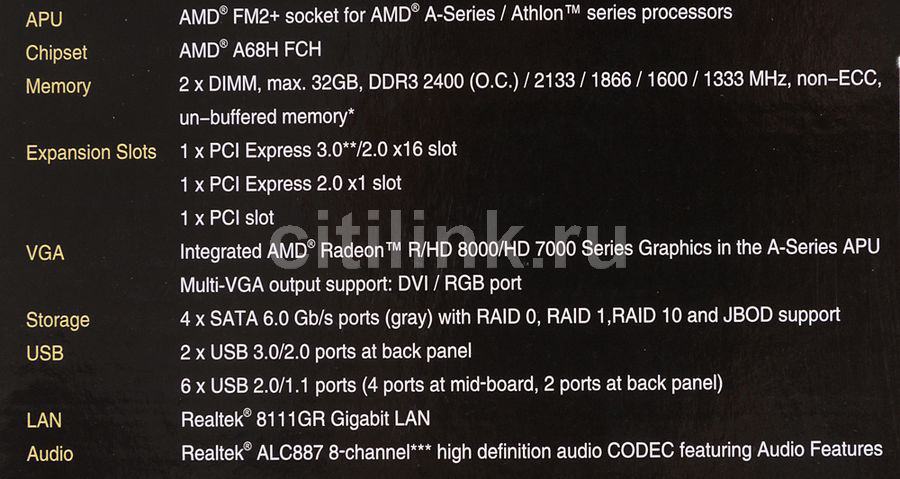 APU AMD® FM2+ socket for AMD® A-Series / Athlon™ series processors
Chipset AMD® A68H FCH
Memory 2 x DIMM, max. 32GB, DDR3 2400 (O.C.) / 2133 / 1866 / 1600 / 1333 MHz, non-ECC,
un-buffered memory*
Expansion Slots 1 x PCI Express 3.0**/2.0 x16 slot
1 x PCI Express 2.0 x1 slot
1 x PCI slot
citilink.ru
VGA Integrated AMD® Radeon™ R/HD 8000/HD 7000 Series Graphics in the A-Series APU
Multi-VGA output support: DVI / RGB port
Storage 4 x SATA 6.0 Gb/s ports (gray) with RAID 0, RAID 1,RAID 10 and JBOD support
USB 2 x USB 3.0/2.0 ports at back panel
6 x USB 2.0/1.1 ports (4 ports at mid-board, 2 ports at back panel)
LAN Realtek® 8111GR Gigabit LAN
Audio Realtek® ALC887 8-channel*** high definition audio CODEC featuring Audio Features